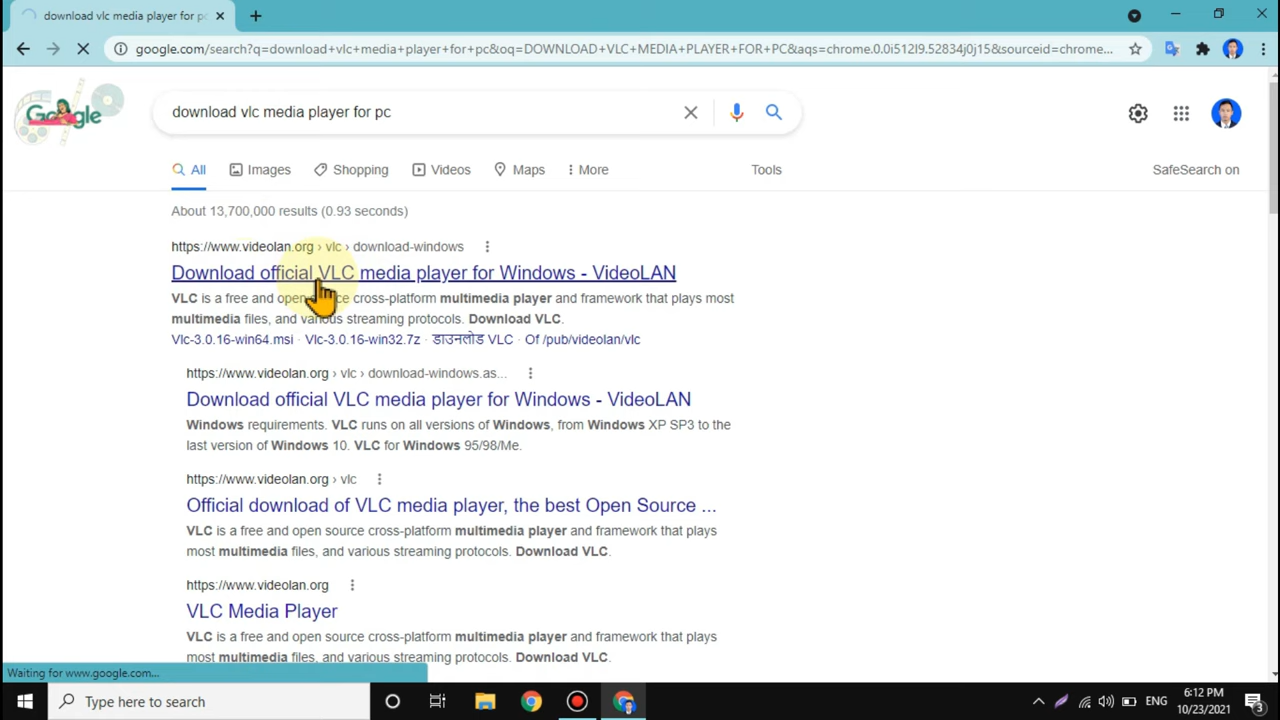 download vlc media player for pc
google.com/search?q=download+vlc+media+player+for+pc&oq=DOWNLOAD+VLC+MEDIA+PLAYER+FOR+PC&aqs=chrome.0.0i512l9.52834j0j15&sourceid=chrome...
Google
download vlc media player for pc
All Images Shopping Videos Maps More Tools SafeSearch on
About 13,700,000 results (0.93 seconds)
https://www.videolan.org › vlc › download-windows
Download official VLC media player for Windows - VideoLAN
VLC is a free and open source cross-platform multimedia player and framework that plays most
multimedia files, and various streaming protocols. Download VLC.
Vlc-3.0.16-win64.msi · Vlc-3.0.16-win32.7z · डाउनलोड VLC · Of /pub/videolan/vlc
https://www.videolan.org › vlc › download-windows.as...
Download official VLC media player for Windows - VideoLAN
Windows requirements. VLC runs on all versions of Windows, from Windows XP SP3 to the
last version of Windows 10. VLC for Windows 95/98/Me.
https://www.videolan.org › vlc
Official download of VLC media player, the best Open Source ...
VLC is a free and open source cross-platform multimedia player and framework that plays
most multimedia files, and various streaming protocols. Download VLC.
https://www.videolan.org
VLC Media Player
VLC is a free and open source cross-platform multimedia player and framework that plays
most multimedia files, and various streaming protocols. Download VLC.
Waiting for www.google.com...
Type here to search
ENG
6:12 PM
10/23/2021
3